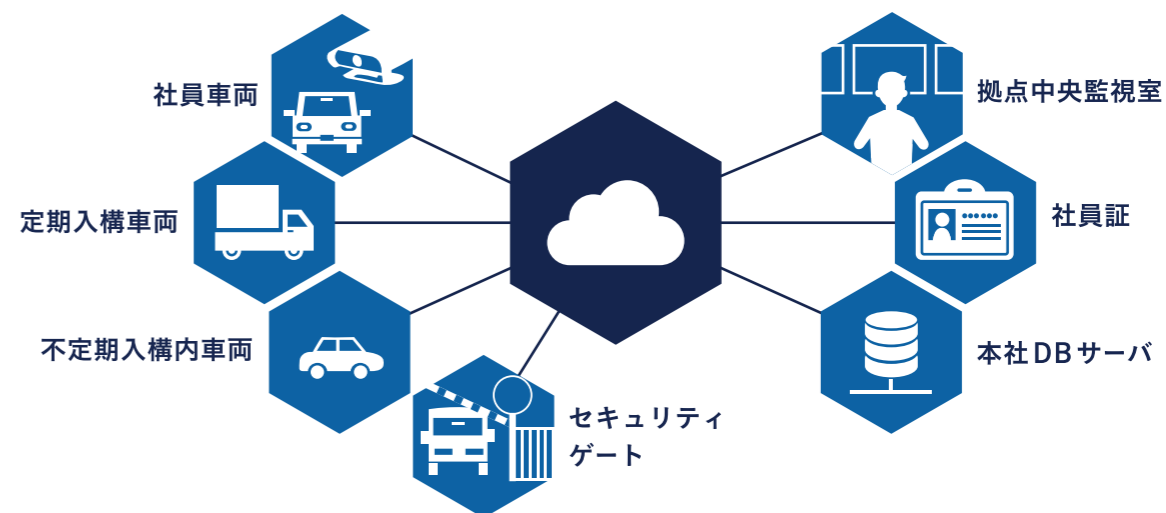 社員車両
定期入構車両
不定期入構内車両
セキュリティ
ゲート
拠点中央監視室
社員証
本社DBサーバ